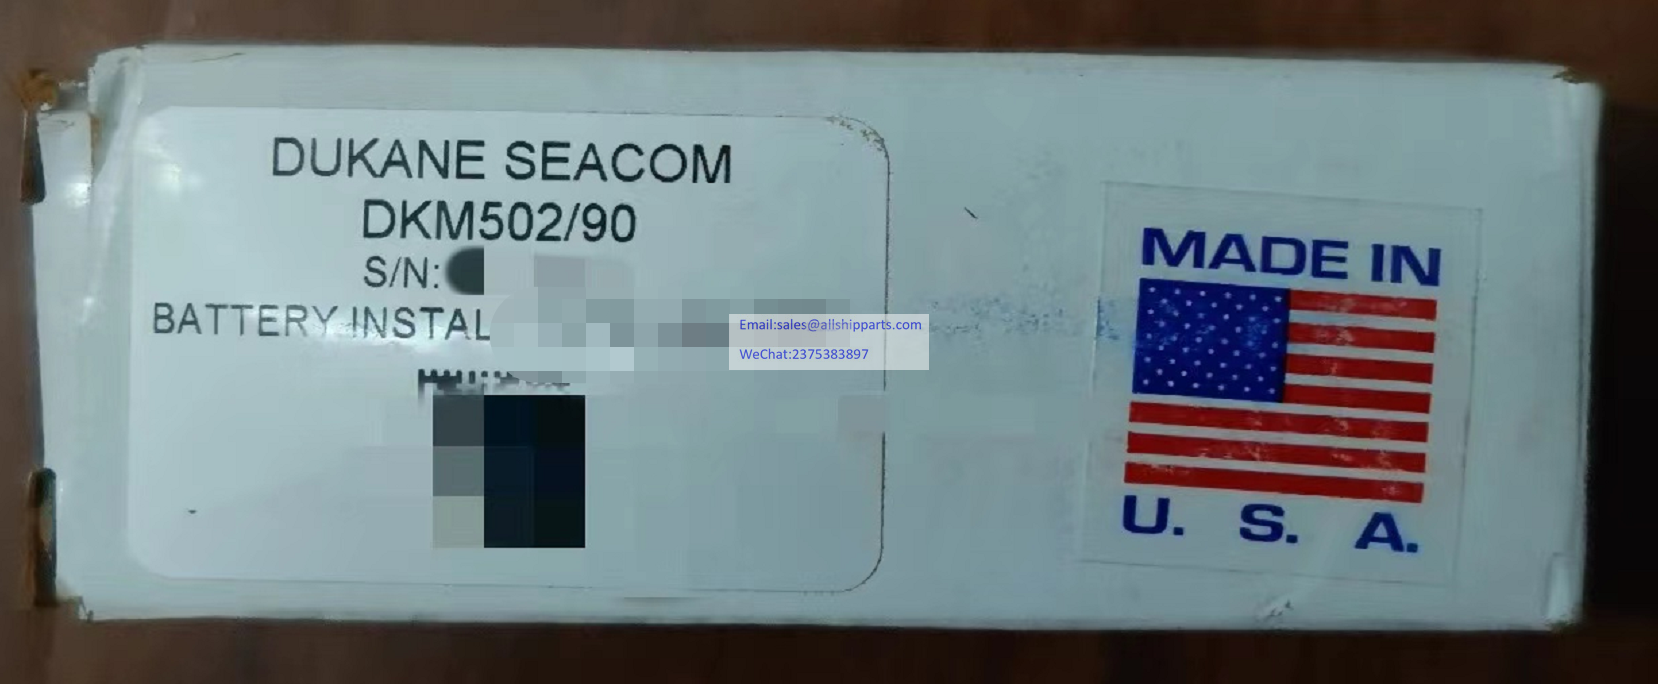 DUKANE SEACOM
DKM502/90
S/N:
BATTERY INSTAL
Email:sales@allshipparts.com
WeChat:2375383897
MADE IN
U. S. A.